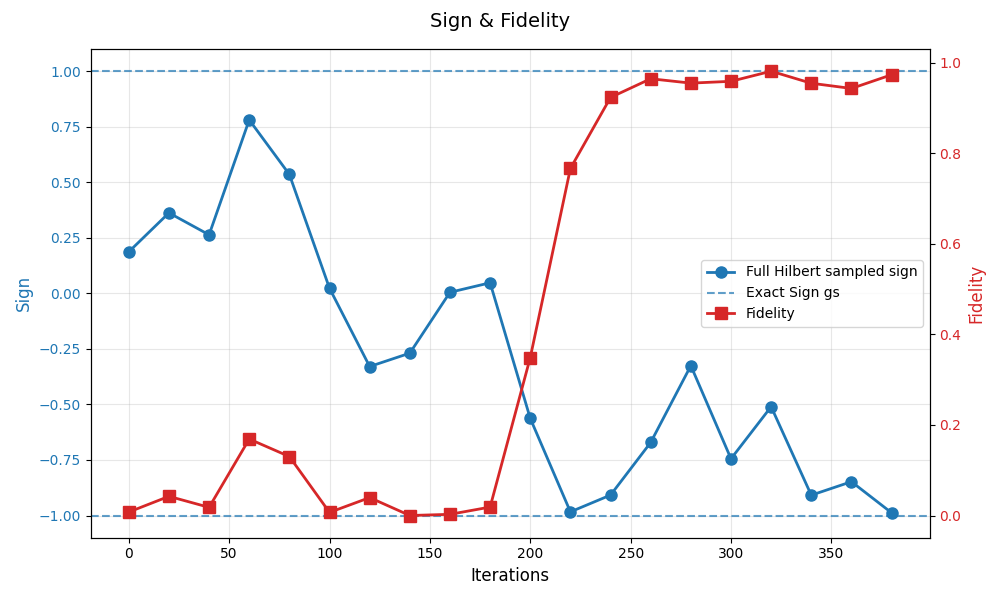 Sign & Fidelity
1.00
0.75
0.50
0.25
0.00
−0.25
−0.50
−0.75
−1.00
Sign
1.0
0.8
0.6
0.4
0.2
0.0
Fidelity
Full Hilbert sampled sign
Exact Sign gs
Fidelity
0 50 100 150 200 250 300 350
Iterations